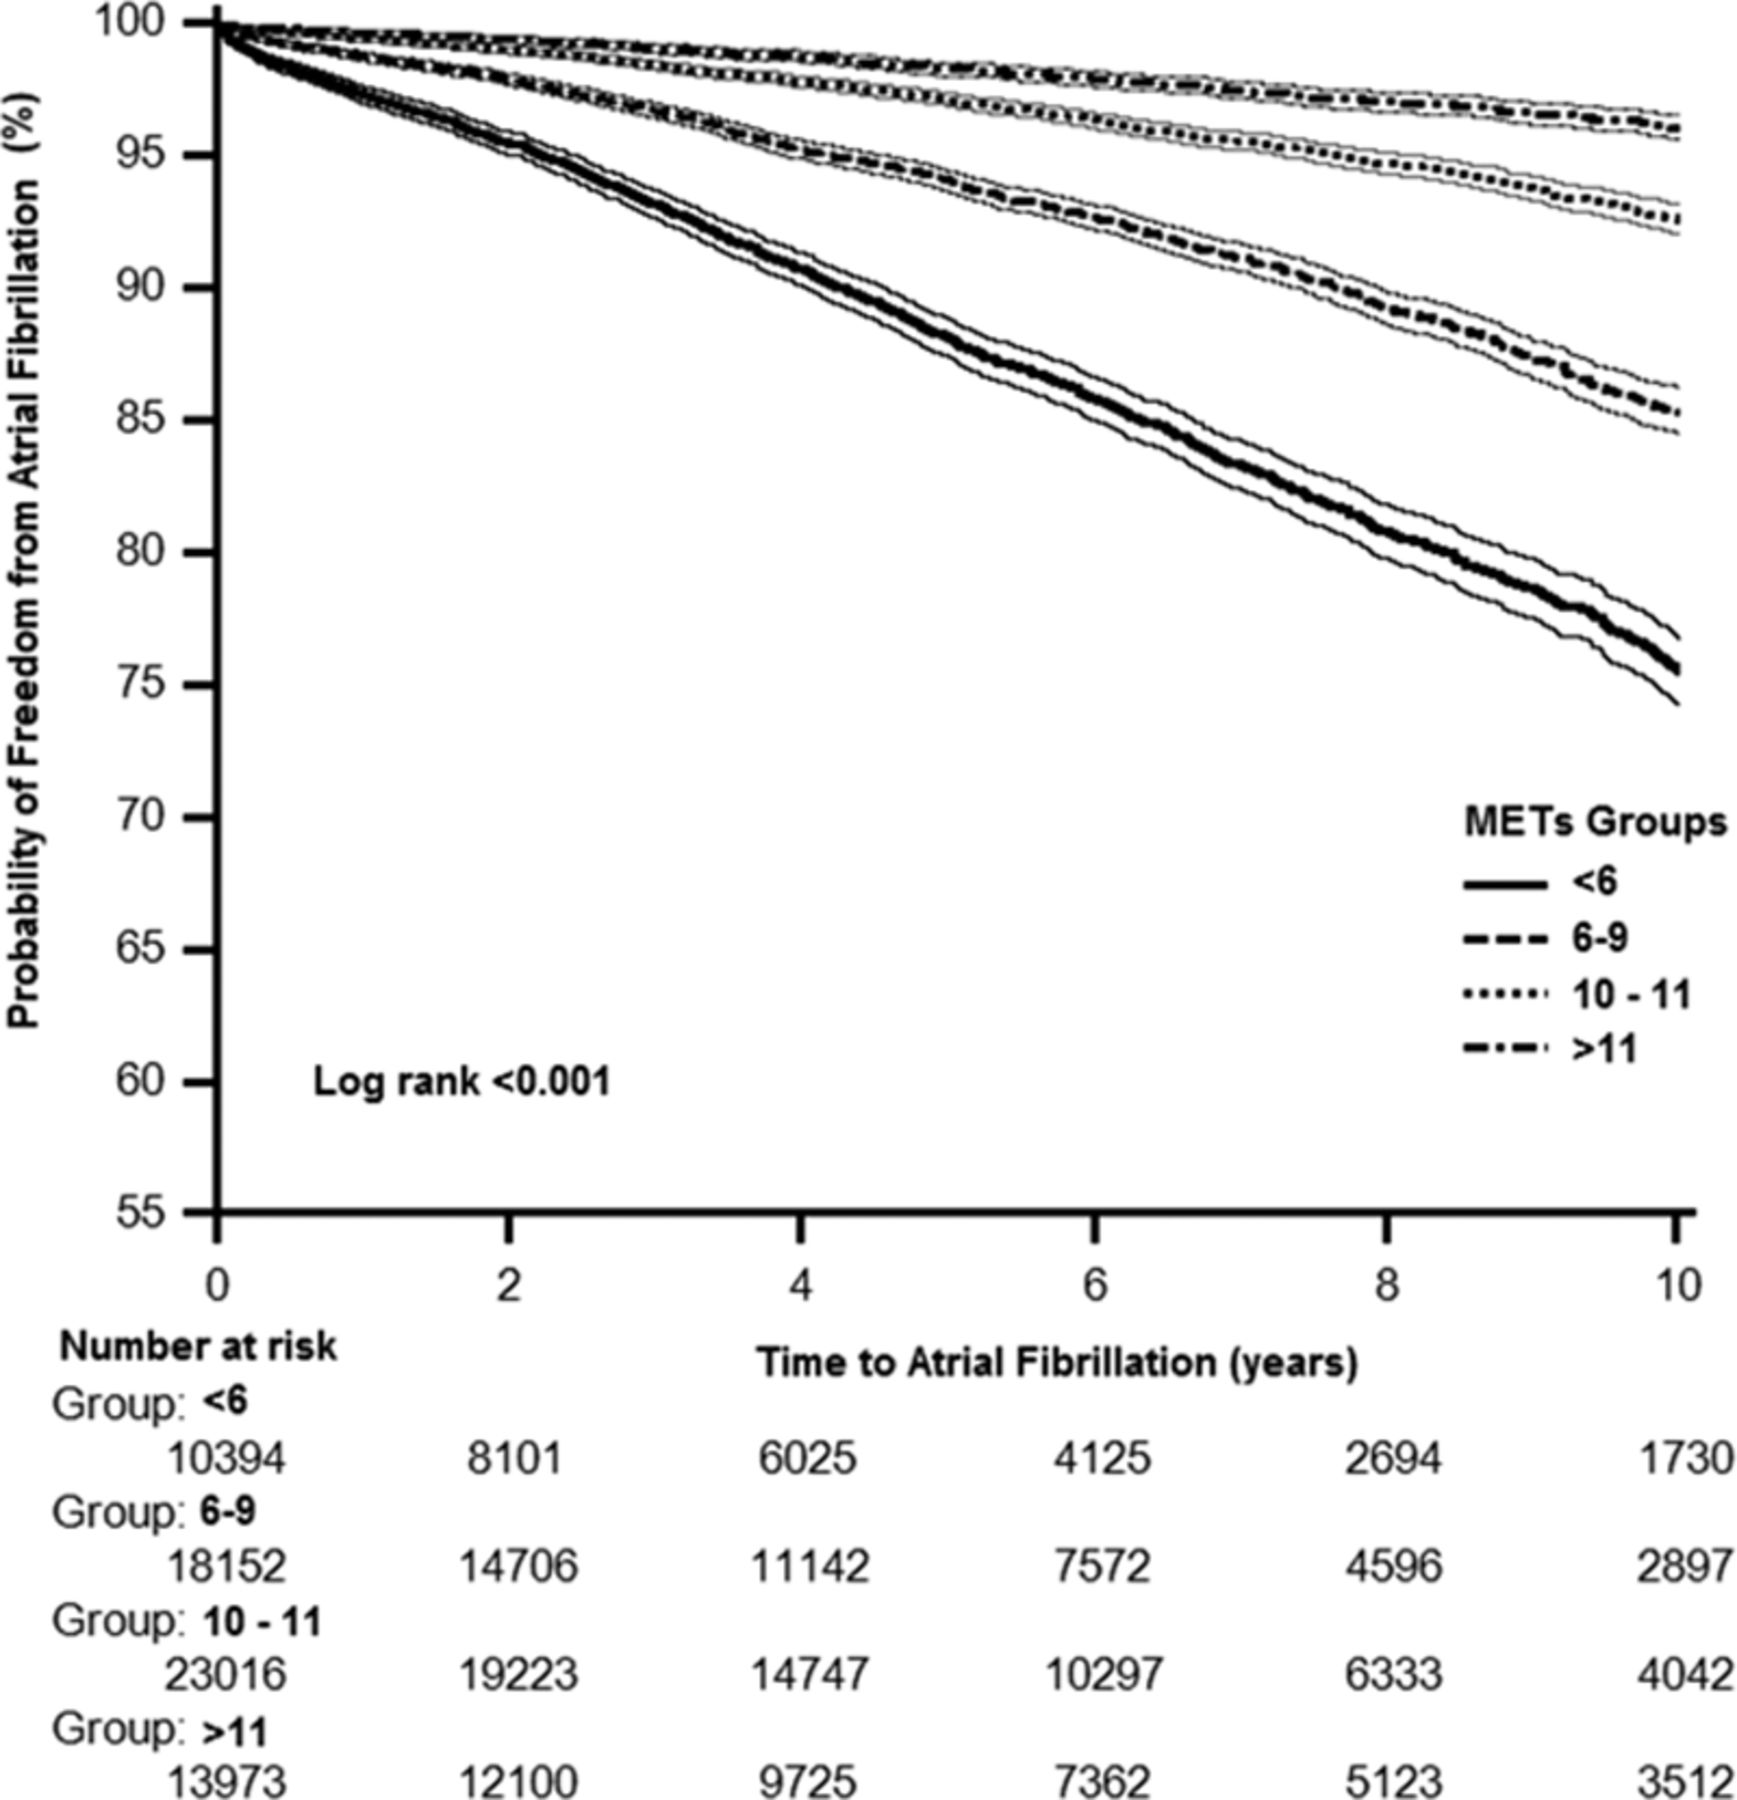 Probability of Freedom from Atrial Fibrillation (%)
100
95
90
85
80
75
70
65
60
55
METs Groups
<6
6-9
10 - 11
>11
Log rank <0.001
0 2 4 6 8 10
Time to Atrial Fibrillation (years)
Number at risk
Group: <6
10394 8101 6025 4125 2694 1730
Group: 6-9
18152 14706 11142 7572 4596 2897
Group: 10 - 11
23016 19223 14747 10297 6333 4042
Group: >11
13973 12100 9725 7362 5123 3512